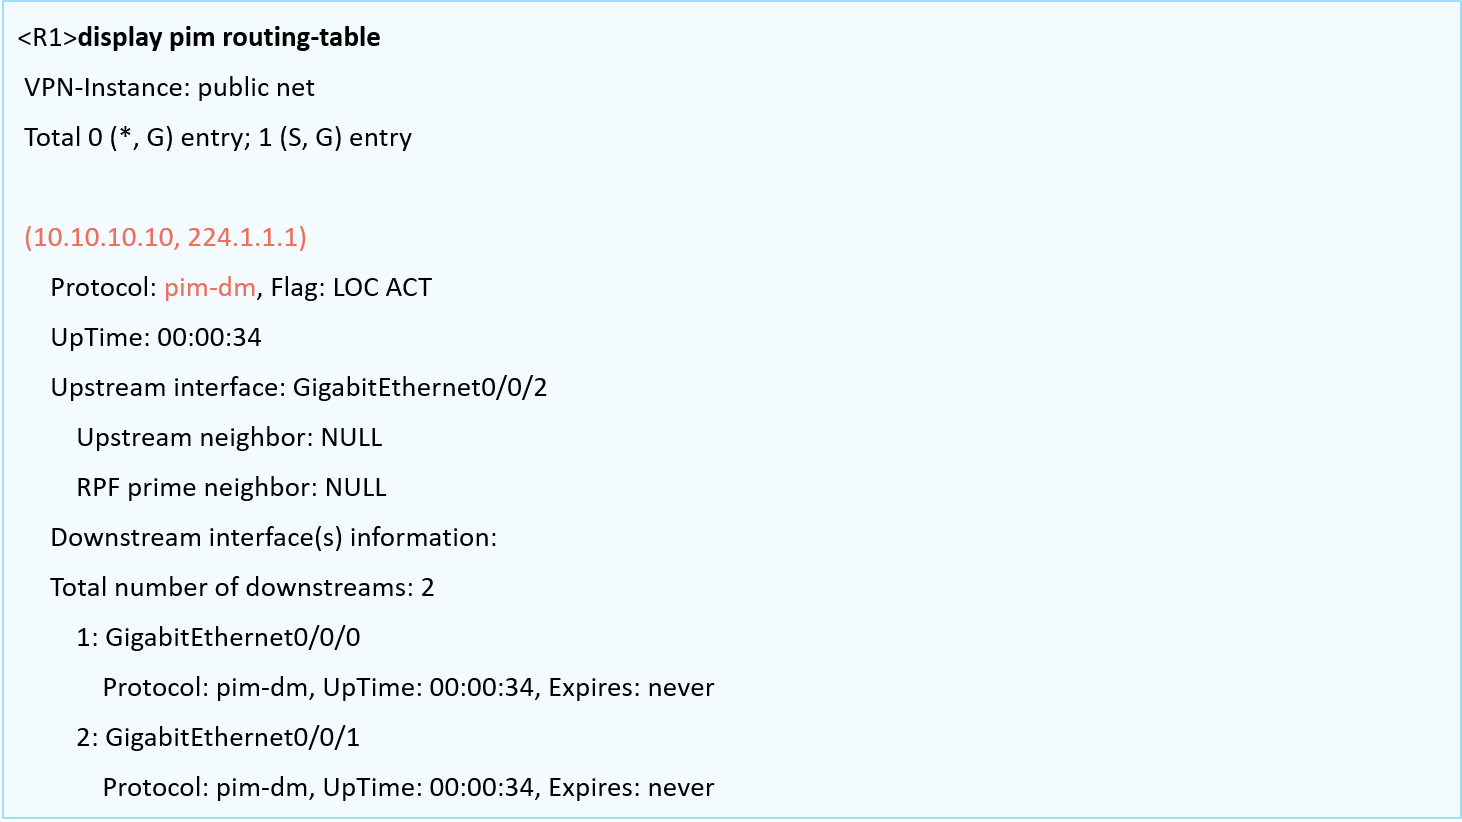 <R1>display pim routing-table
VPN-Instance: public net
Total 0 (*, G) entry; 1 (S, G) entry
(10.10.10.10, 224.1.1.1)
Protocol: pim-dm, Flag: LOC ACT
UpTime: 00:00:34
Upstream interface: GigabitEthernet0/0/2
Upstream neighbor: NULL
RPF prime neighbor: NULL
Downstream interface(s) information:
Total number of downstreams: 2
1: GigabitEthernet0/0/0
Protocol: pim-dm, UpTime: 00:00:34, Expires: never
2: GigabitEthernet0/0/1
Protocol: pim-dm, UpTime: 00:00:34, Expires: never